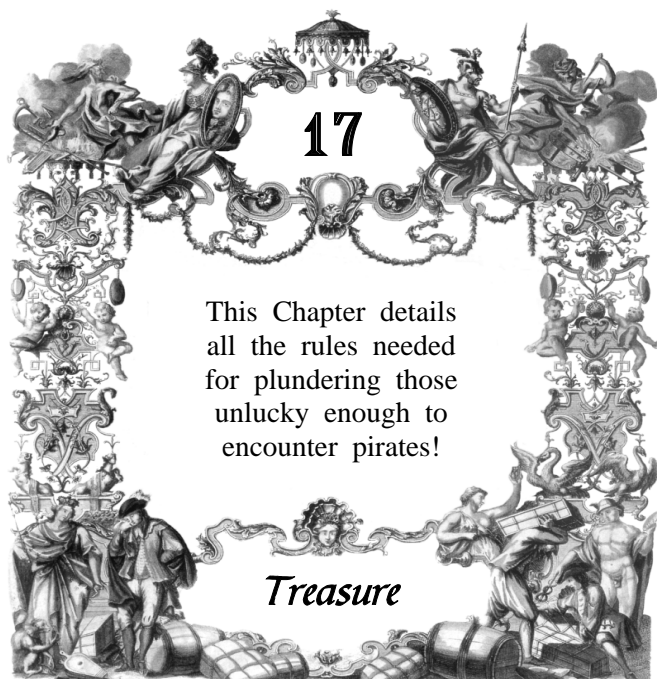 17
This Chapter details
all the rules needed
for plundering those
unlucky enough to
encounter pirates!
Treasure